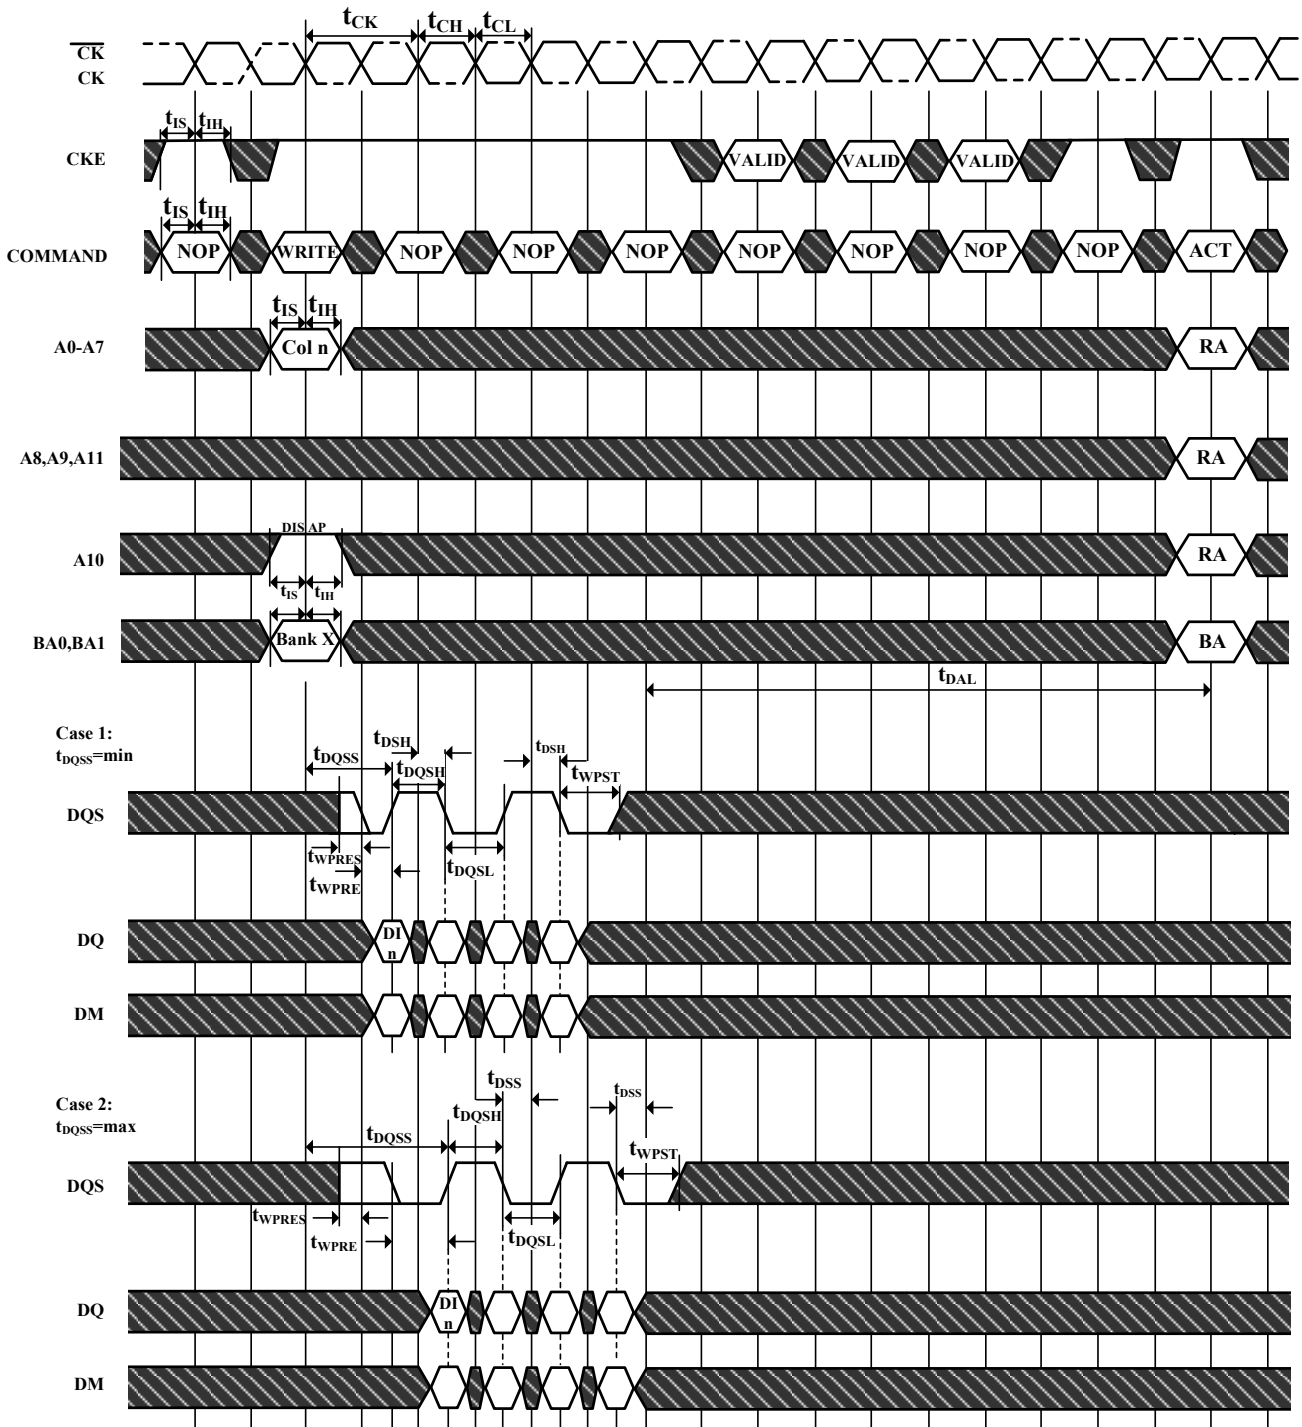 tCK tCH tCL
CK
CK
tIS tIH
CKE VALID VALID VALID
tIS tIH
COMMAND NOP WRITE NOP NOP NOP NOP NOP NOP NOP ACT
tIS tIH
A0-A7 Col n RA
A8,A9,A11 RA
DIS AP
A10 RA
tIS tIH
BA0,BA1 Bank X BA
tDAL
Case 1:
tDQSS=min
tDSH tDSH
tDQSS tDQSH tWPST
DQS
tWPRES tDQSL
tWPRE
DQ DI
n
DM
tDSS tDSS
Case 2:
tDQSS=max
tDQSS tDQSH tWPST
DQS
tWPRES tWPRE tDQSL
DQ DI
n
DM